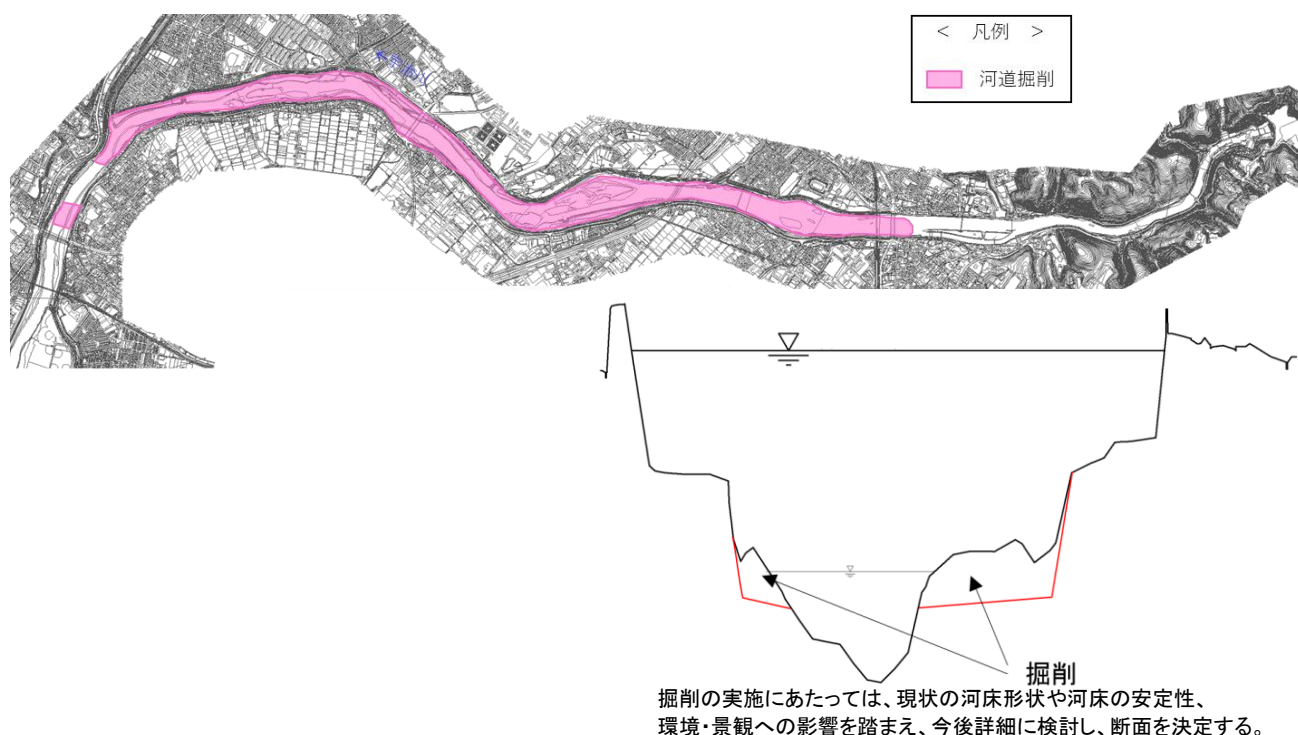 < 凡例 >
河道掘削
掘削
掘削の実施にあたっては、現状の河床形状や河床の安定性、
環境・景観への影響を踏まえ、今後詳細に検討し、断面を決定する。